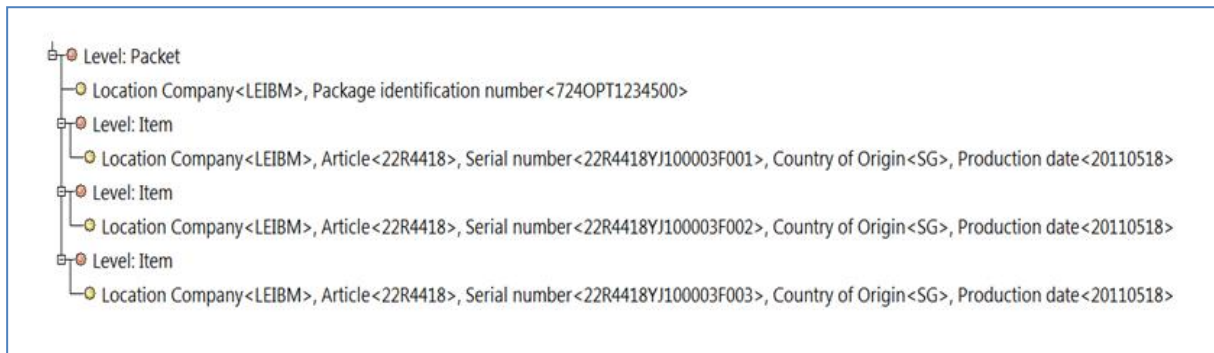 Level: Packet
Location Company<LEIBM>, Package identification number<724OPT1234500>
Level: Item
Location Company<LEIBM>, Article<22R4418>, Serial number<22R4418YJ100003F001>, Country of Origin<SG>, Production date<20110518>
Level: Item
Location Company<LEIBM>, Article<22R4418>, Serial number<22R4418YJ100003F002>, Country of Origin<SG>, Production date<20110518>
Level: Item
Location Company<LEIBM>, Article<22R4418>, Serial number<22R4418YJ100003F003>, Country of Origin<SG>, Production date<20110518>